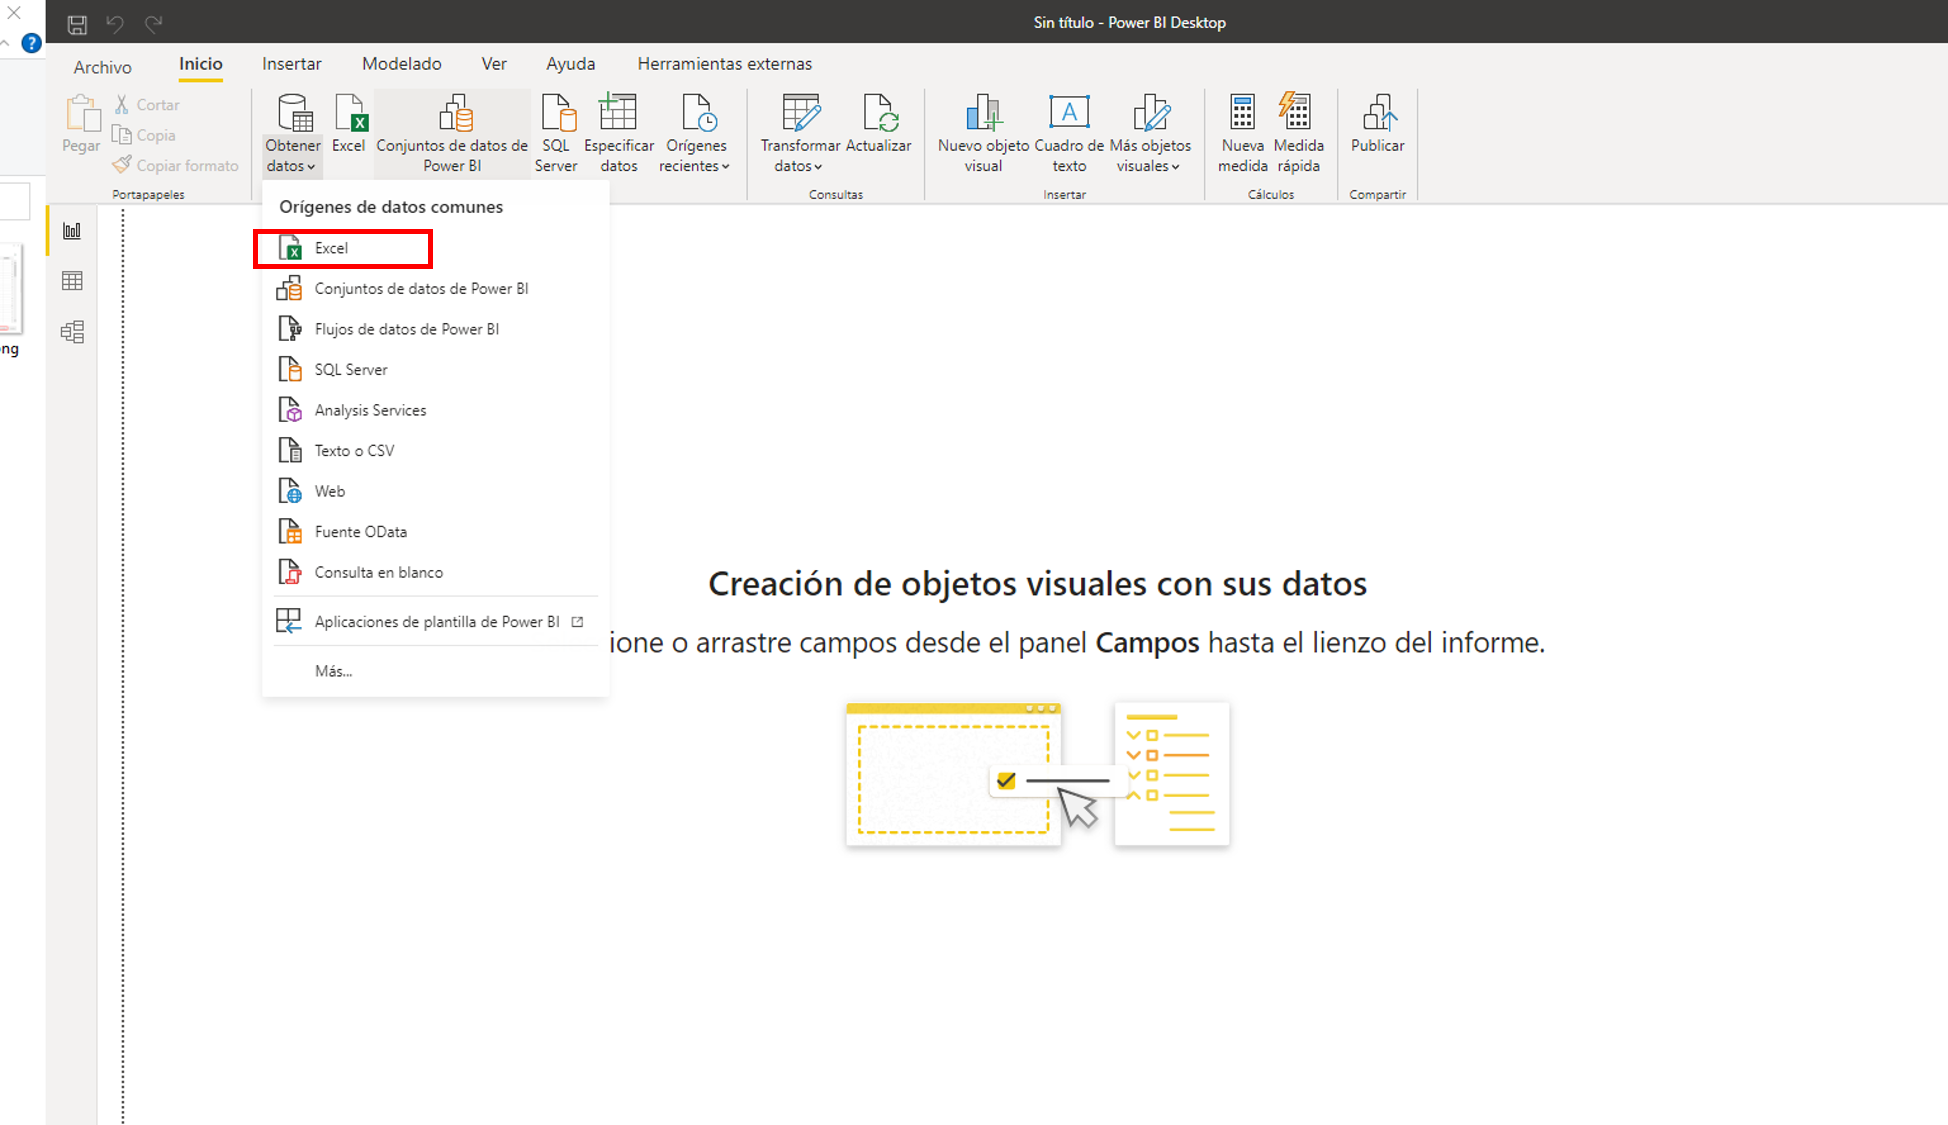 Sin título - Power BI Desktop
?
Archivo
Inicio
Insertar
Modelado
Ver
Ayuda
Herramientas externas
Pegar
Cortar
Copia
Copiar formato
Portapapeles
Obtener
datos
Excel
Conjuntos de datos de
Power BI
SQL
Server
Especificar
datos
Orígenes
recientes
Transformar
datos
Actualizar
Consultas
Nuevo objeto
visual
A
Cuadro de
texto
Más objetos
visuales
Insertar
Nueva
medida
Medida
rápida
Cálculos
Publicar
Compartir
Orígenes de datos comunes
Excel
Conjuntos de datos de Power BI
Flujos de datos de Power BI
SQL Server
Analysis Services
Texto o CSV
Web
Fuente OData
Consulta en blanco
Aplicaciones de plantilla de Power BI
Más...
ng
Creación de objetos visuales con sus datos
ione o arrastre campos desde el panel Campos hasta el lienzo del informe.